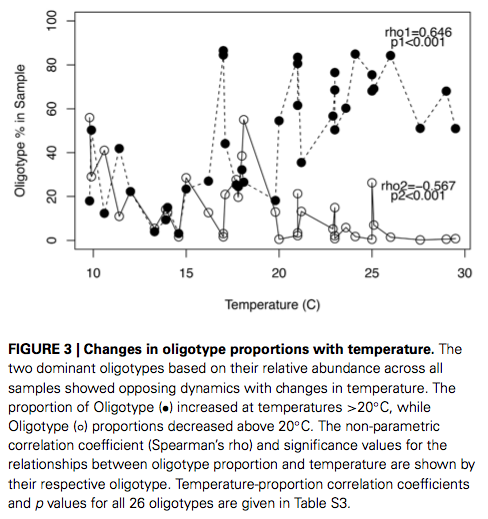 rho1=0.646
p1<0.001
100
80
60
40
20
0
Oligotype % in Sample
rho2=−0.567
p2<0.001
10
15
20
25
30
Temperature (C)
FIGURE 3 | Changes in oligotype proportions with temperature. The
two dominant oligotypes based on their relative abundance across all
samples showed opposing dynamics with changes in temperature. The
proportion of Oligotype (●) increased at temperatures >20°C, while
Oligotype (○) proportions decreased above 20°C. The non-parametric
correlation coefficient (Spearman's rho) and significance values for the
relationships between oligotype proportion and temperature are shown by
their respective oligotype. Temperature-proportion correlation coefficients
and p values for all 26 oligotypes are given in Table S3.